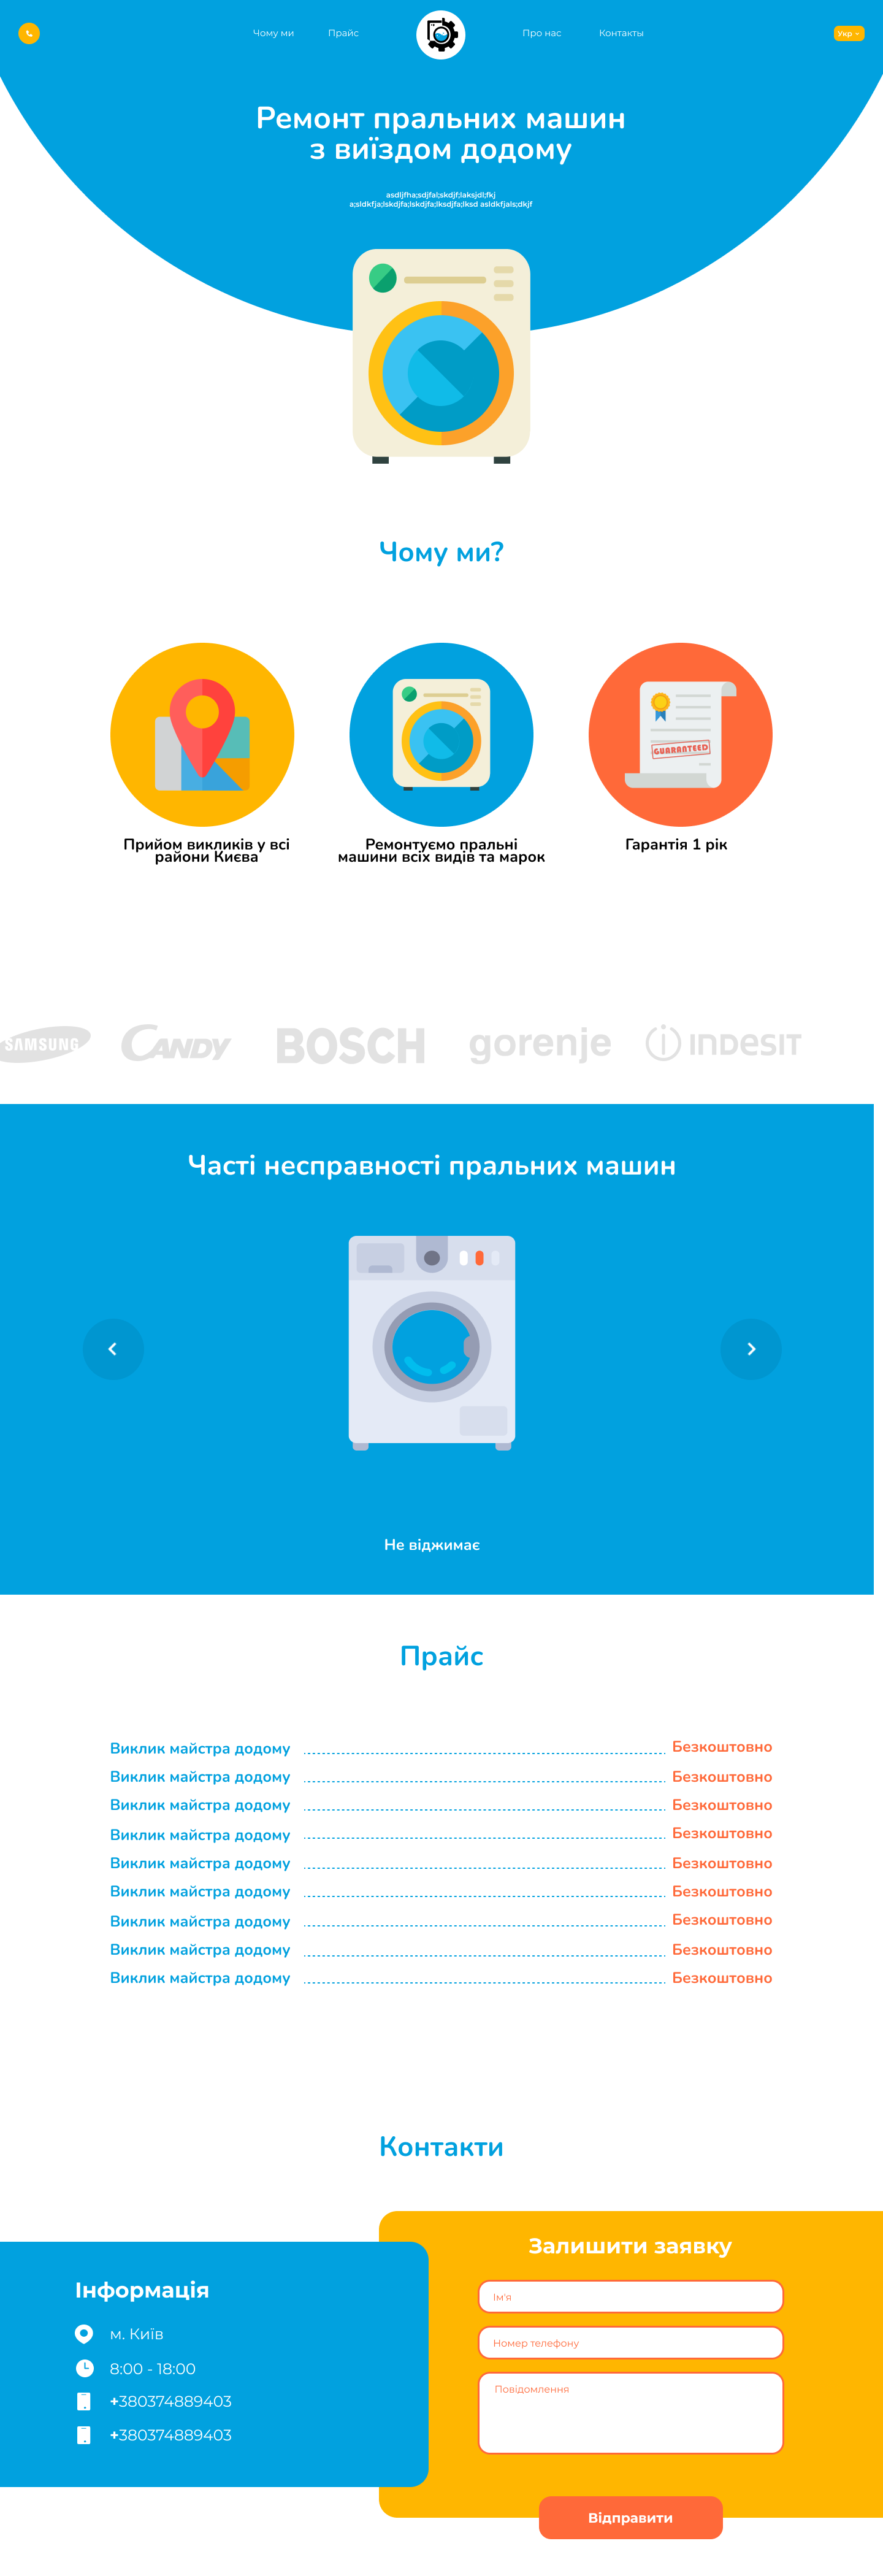 Чому ми
Прайс
Про нас
Контакты
Укр
Ремонт пральних машин
з виїздом додому
asdljfha;sdjfal;skdjf;laksjdl;fkj
a;sldkfja;lskdjfa;lskdjfa;lksdjfa;lksd asldkfjals;dkjf
Чому ми?
GUARANTEED
Прийом викликів у всі
райони Києва
Ремонтуємо пральні
машини всіх видів та марок
Гарантія 1 рік
SAMSUNG
CANDY
BOSCH
gorenje
INDESIT
Часті несправності пральних машин
Не віджимає
Прайс
Виклик майстра додому Безкоштовно
Виклик майстра додому Безкоштовно
Виклик майстра додому Безкоштовно
Виклик майстра додому Безкоштовно
Виклик майстра додому Безкоштовно
Виклик майстра додому Безкоштовно
Виклик майстра додому Безкоштовно
Виклик майстра додому Безкоштовно
Виклик майстра додому Безкоштовно
Контакти
Інформація
м. Київ
8:00 - 18:00
+380374889403
+380374889403
Залишити заявку
Ім'я
Номер телефону
Повідомлення
Відправити